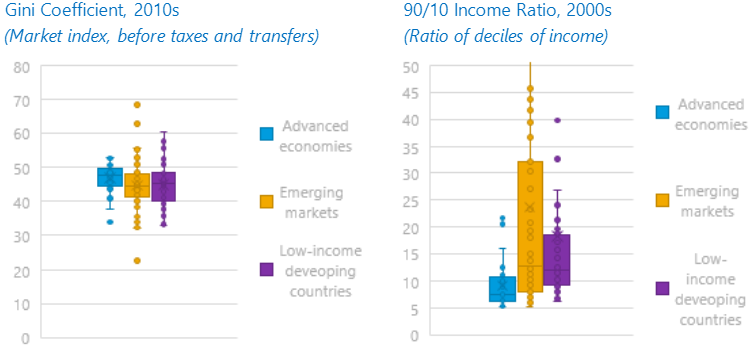 Gini Coefficient, 2010s
(Market index, before taxes and transfers)
80
70
60
50
40
30
20
10
0
Advanced
economies
Emerging
markets
Low-income
deveoping
countries
90/10 Income Ratio, 2000s
(Ratio of deciles of income)
50
45
40
35
30
25
20
15
10
5
0
Advanced
economies
Emerging
markets
Low-
income
deveoping
countries